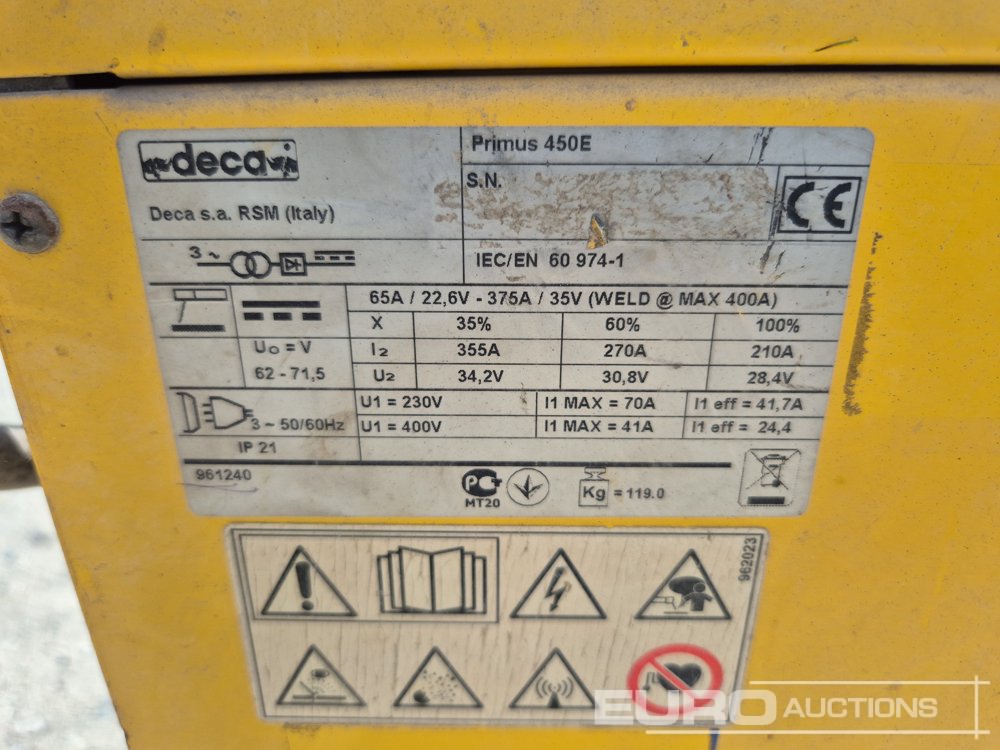 deca
Primus 450E
S.N.
CE
Deca s.a. RSM (Italy)
3 ~
IEC/EN 60 974-1
65A / 22,6V - 375A / 35V (WELD @ MAX 400A)
X 35% 60% 100%
U₀ = V
I₂ 355A 270A 210A
62 - 71,5
U₂ 34,2V 30,8V 28,4V
U1 = 230V I1 MAX = 70A I1 eff = 41,7A
3 ~ 50/60Hz
U1 = 400V I1 MAX = 41A I1 eff = 24,4
IP 21
961240
PC
MT20
Kg = 119.0
962023
EURO AUCTIONS